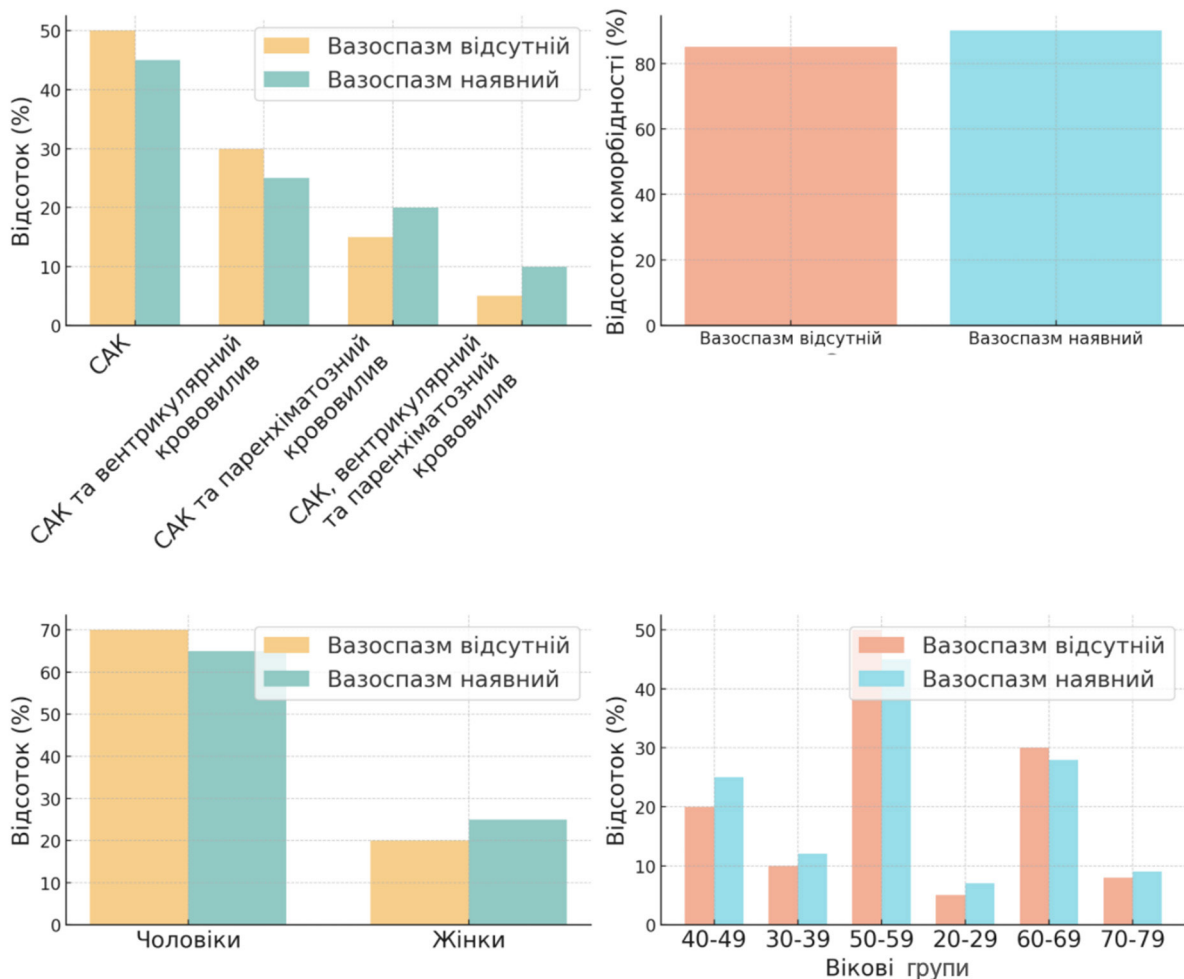 Відсоток (%)
50
40
30
20
10
0
Вазоспазм відсутній
Вазоспазм наявний
САК
САК та вентрикулярний
крововилив
САК та паренхіматозний
крововилив
САК, вентрикулярний
та паренхіматозний
крововилив
Відсоток коморбідності (%)
80
60
40
20
0
Вазоспазм відсутній
Вазоспазм наявний
Відсоток (%)
70
60
50
40
30
20
10
0
Вазоспазм відсутній
Вазоспазм наявний
Чоловіки
Жінки
Відсоток (%)
50
40
30
20
10
0
Вазоспазм відсутній
Вазоспазм наявний
40-49
30-39
50-59
20-29
60-69
70-79
Вікові групи